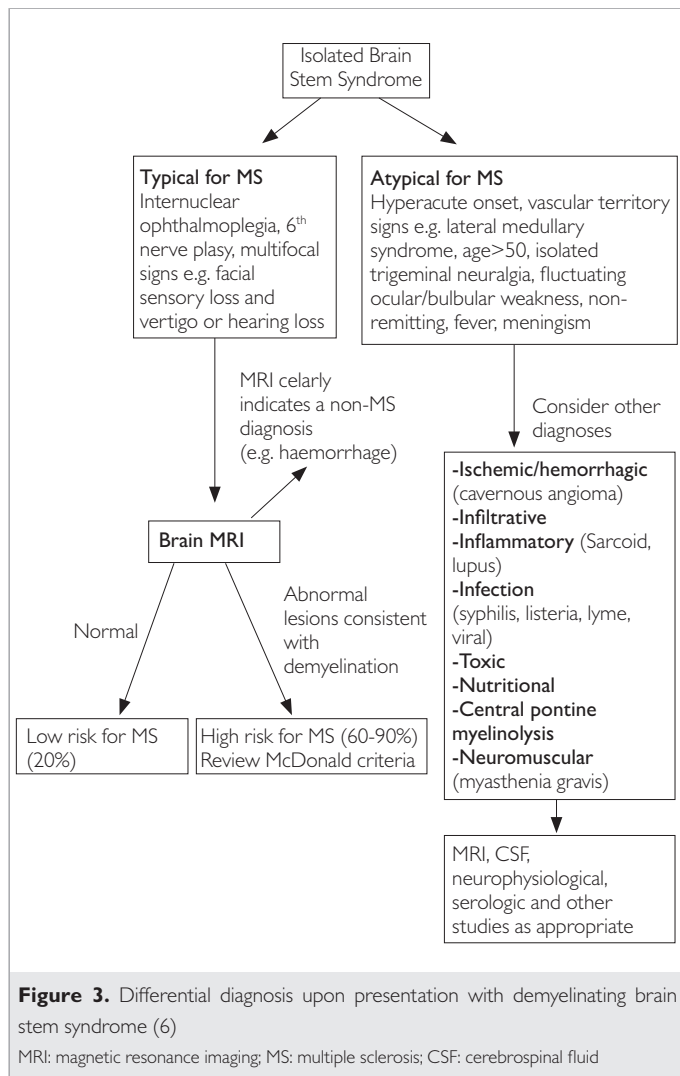 Isolated Brain
Stem Syndrome
Typical for MS
Internuclear
ophthalmoplegia, 6th
nerve plasy, multifocal
signs e.g. facial
sensory loss and
vertigo or hearing loss
Atypical for MS
Hyperacute onset, vascular territory
signs e.g. lateral medullary
syndrome, age>50, isolated
trigeminal neuralgia, fluctuating
ocular/bulbular weakness, non-
remitting, fever, meningism
MRI celarly
indicates a non-MS
diagnosis
(e.g. haemorrhage)
Brain MRI
Normal
Abnormal
lesions consistent
with
demyelination
Low risk for MS
(20%)
High risk for MS (60-90%)
Review McDonald criteria
Consider other
diagnoses
-Ischemic/hemorrhagic
(cavernous angioma)
-Infiltrative
-Inflammatory (Sarcoid,
lupus)
-Infection
(syphilis, listeria, lyme,
viral)
-Toxic
-Nutritional
-Central pontine
myelinolysis
-Neuromuscular
(myasthenia gravis)
MRI, CSF,
neurophysiological,
serologic and other
studies as appropriate
Figure 3. Differential diagnosis upon presentation with demyelinating brain
stem syndrome (6)
MRI: magnetic resonance imaging; MS: multiple sclerosis; CSF: cerebrospinal fluid